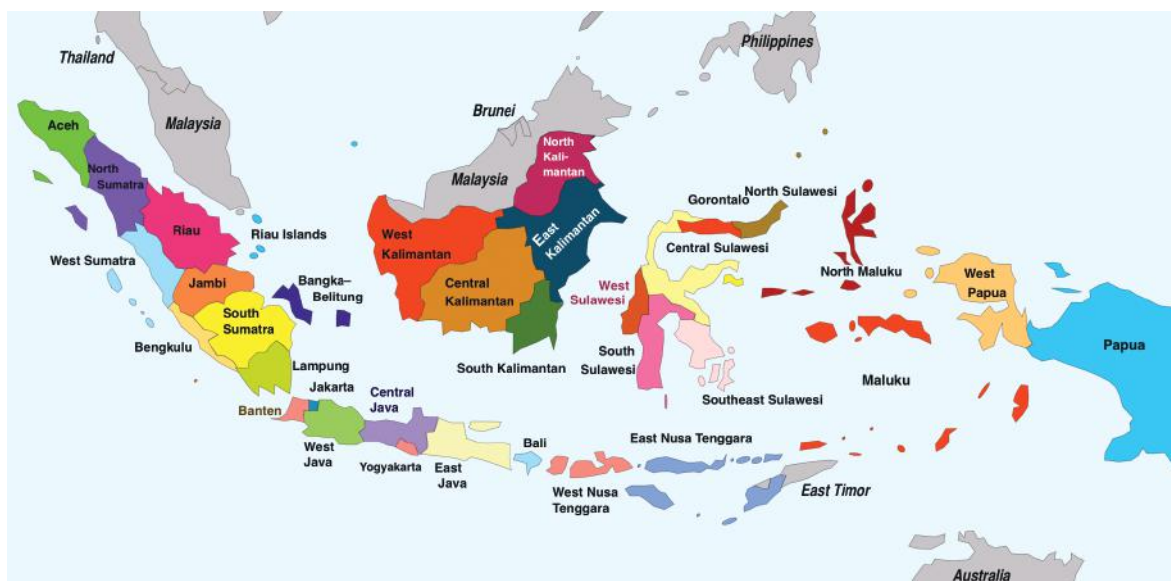 Philippines
Thailand
Brunei
Aceh
Malaysia
North
Sumatra
North
Kali-
mantan
Malaysia
Riau
Riau Islands
West Sumatra
West
Kalimantan
East
Kalimantan
Gorontalo
North Sulawesi
Central Sulawesi
North Maluku
West
Papua
Jambi
Bangka–
Belitung
Central
Kalimantan
West
Sulawesi
South
Sumatra
Bengkulu
Lampung
South Kalimantan
South
Sulawesi
Southeast Sulawesi
Maluku
Papua
Jakarta
Banten
Central
Java
West
Java
Yogyakarta
East
Java
Bali
East Nusa Tenggara
West Nusa
Tenggara
East Timor
Australia